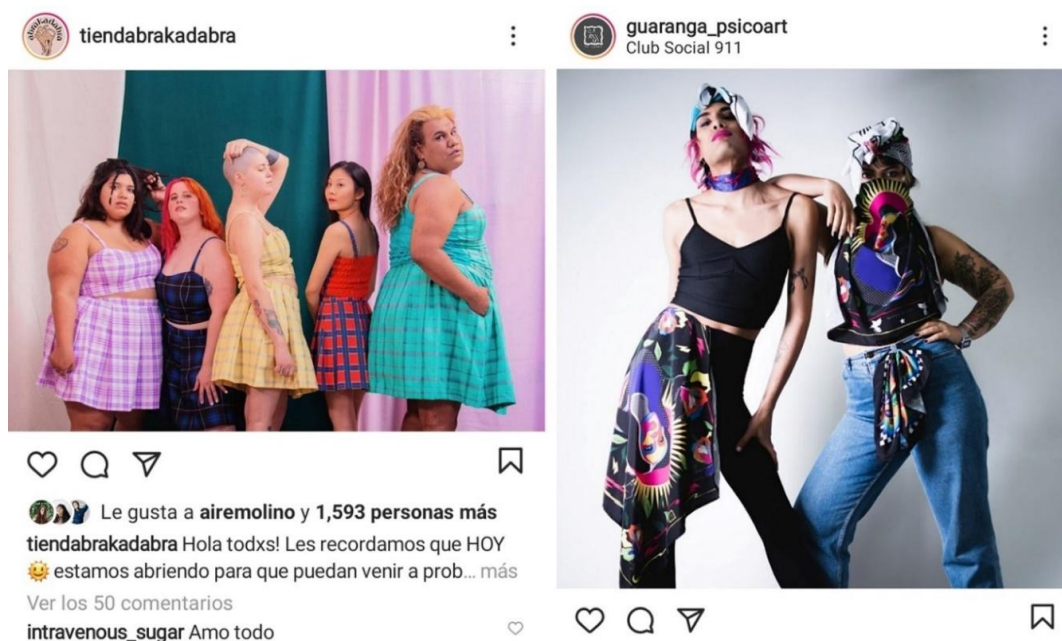 tiendabrakadabra
Le gusta a airemolino y 1,593 personas más
tiendabrakadabra Hola todxs! Les recordamos que HOY
🌞 estamos abriendo para que puedan venir a prob... más
Ver los 50 comentarios
intravenous_sugar Amo todo
guaranga_psicoart
Club Social 911